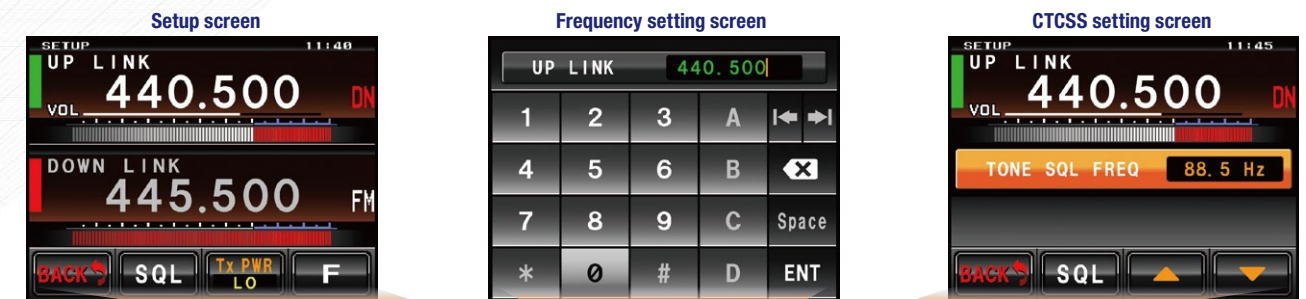 Setup screen
SETUP 11:40
UP LINK
440.500 DN
VOL
DOWN LINK
445.500 FM
BACK SQL Tx PWR LO F
Frequency setting screen
UP LINK 440.500
1 2 3 A
4 5 6 B
7 8 9 C Space
* 0 # D ENT
CTCSS setting screen
SETUP 11:45
UP LINK
440.500 DN
VOL
TONE SQL FREQ 88.5 Hz
BACK SQL